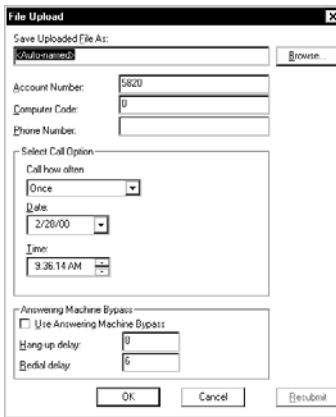 File Upload
Save Uploaded File As:
<Auto-named>
Browse...
Account Number: 5820
Computer Code: 0
Phone Number:
Select Call Option
Call how often
Once
Date:
2/28/00
Time:
9:36:14 AM
Answering Machine Bypass
Use Answering Machine Bypass
Hang-up delay: 8
Redial delay: 6
OK Cancel Resubmit